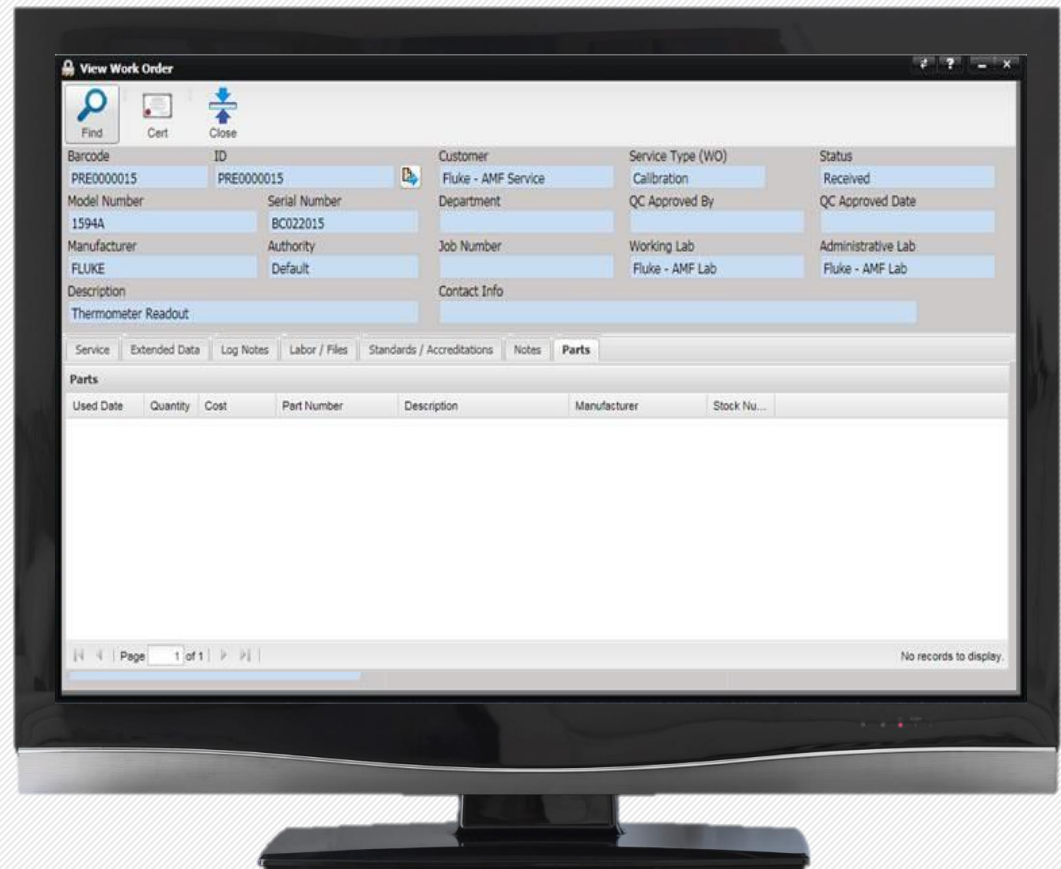 View Work Order
Find Cert Close
Barcode ID Customer Service Type (WO) Status
PRE0000015 PRE0000015 Fluke - AMF Service Calibration Received
Model Number Serial Number Department QC Approved By QC Approved Date
1594A BC022015
Manufacturer Authority Job Number Working Lab Administrative Lab
FLUKE Default Fluke - AMF Lab Fluke - AMF Lab
Description Contact Info
Thermometer Readout
Service Extended Data Log Notes Labor / Files Standards / Accreditations Notes Parts
Parts
Used Date Quantity Cost Part Number Description Manufacturer Stock Nu...
Page 1 of 1 No records to display.